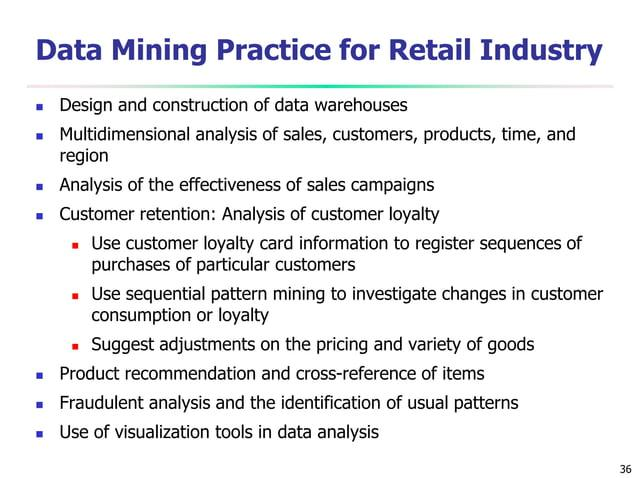 Data Mining Practice for Retail Industry
Design and construction of data warehouses
Multidimensional analysis of sales, customers, products, time, and
region
Analysis of the effectiveness of sales campaigns
Customer retention: Analysis of customer loyalty
Use customer loyalty card information to register sequences of
purchases of particular customers
Use sequential pattern mining to investigate changes in customer
consumption or loyalty
Suggest adjustments on the pricing and variety of goods
Product recommendation and cross-reference of items
Fraudulent analysis and the identification of usual patterns
Use of visualization tools in data analysis
36